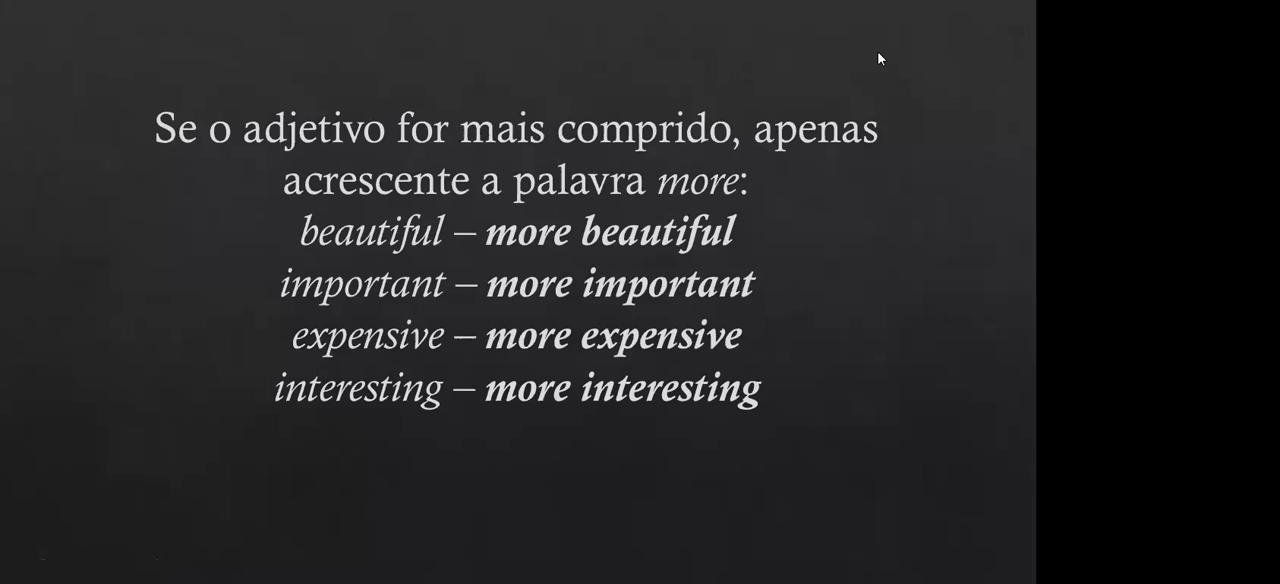 Se o adjetivo for mais comprido, apenas
acrescente a palavra more:
beautiful – more beautiful
important – more important
expensive – more expensive
interesting – more interesting